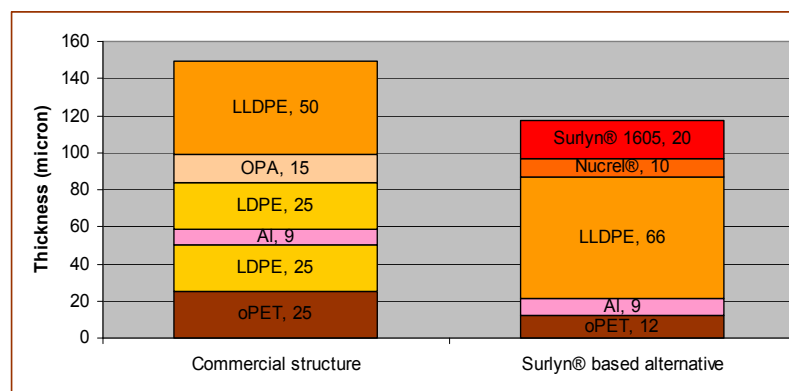 160
140
120
100
80
60
40
20
0
Thickness (micron)
LLDPE, 50
OPA, 15
LDPE, 25
Al, 9
LDPE, 25
oPET, 25
Surlyn® 1605, 20
Nucrel®, 10
LLDPE, 66
Al, 9
oPET, 12
Commercial structure
Surlyn® based alternative